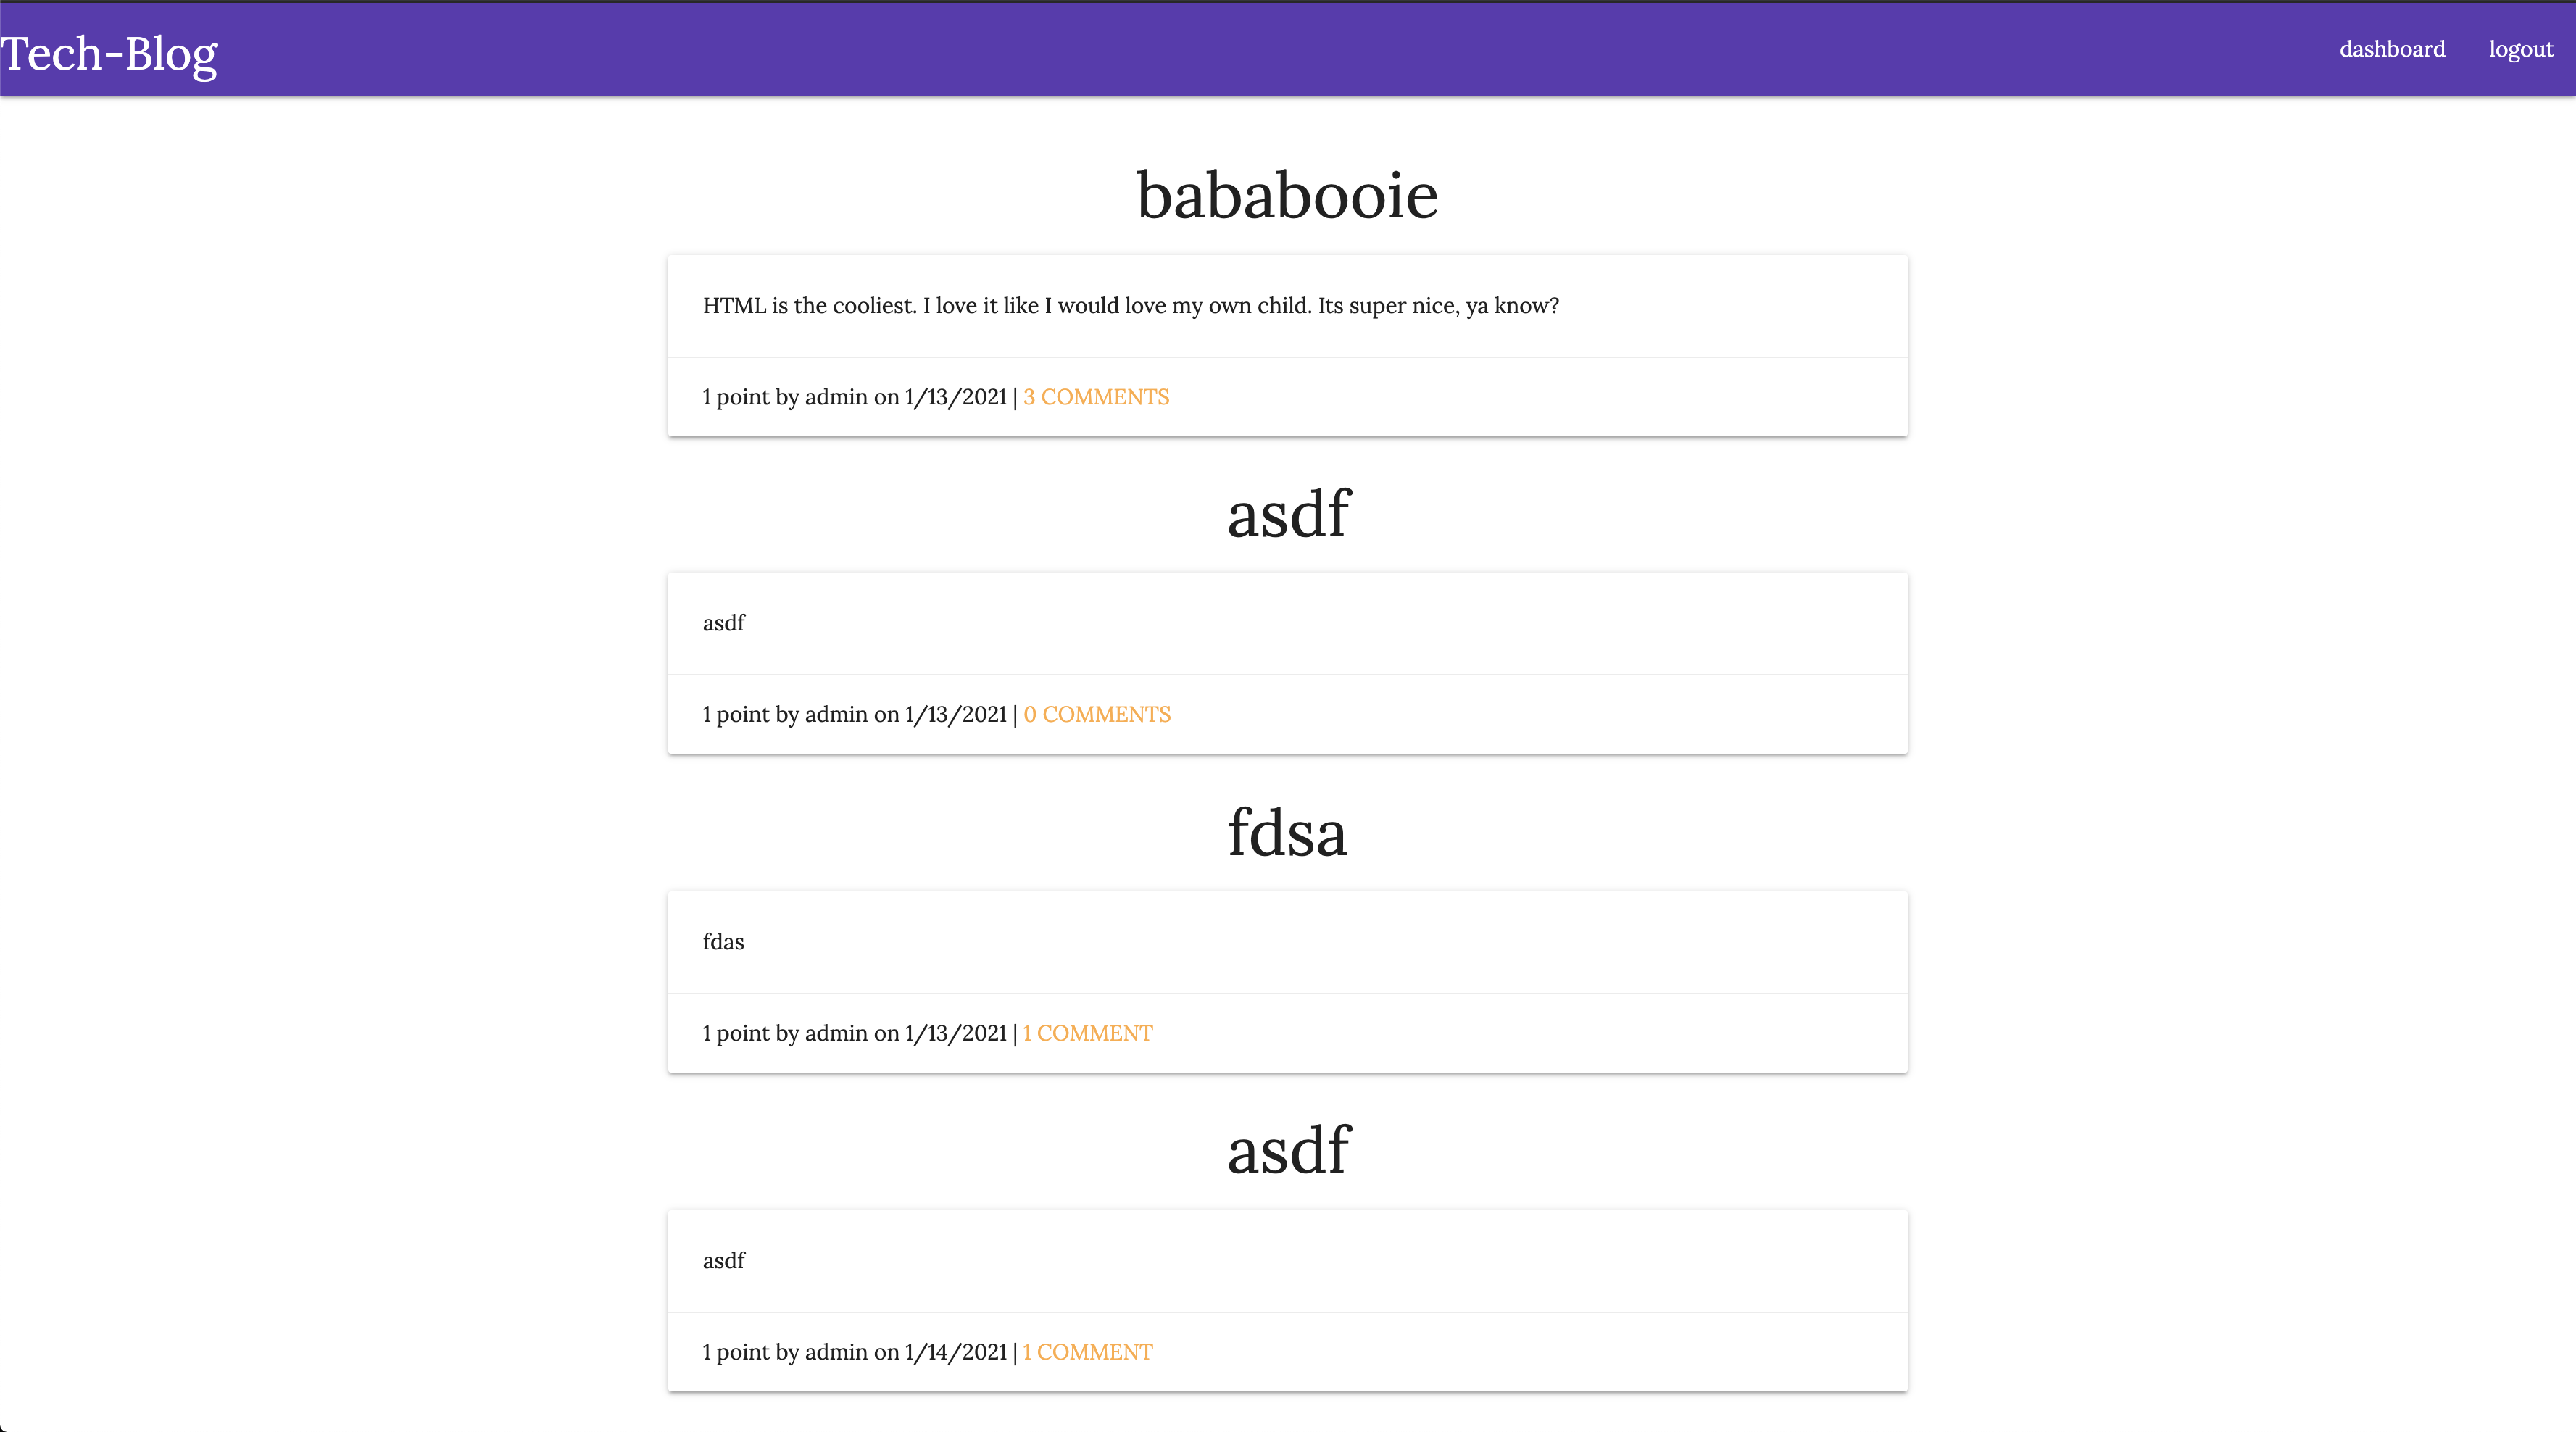 Tech-Blog
dashboard logout
bababooie
HTML is the cooliest. I love it like I would love my own child. Its super nice, ya know?
1 point by admin on 1/13/2021 | 3 COMMENTS
asdf
asdf
1 point by admin on 1/13/2021 | 0 COMMENTS
fdsa
fdas
1 point by admin on 1/13/2021 | 1 COMMENT
asdf
asdf
1 point by admin on 1/14/2021 | 1 COMMENT